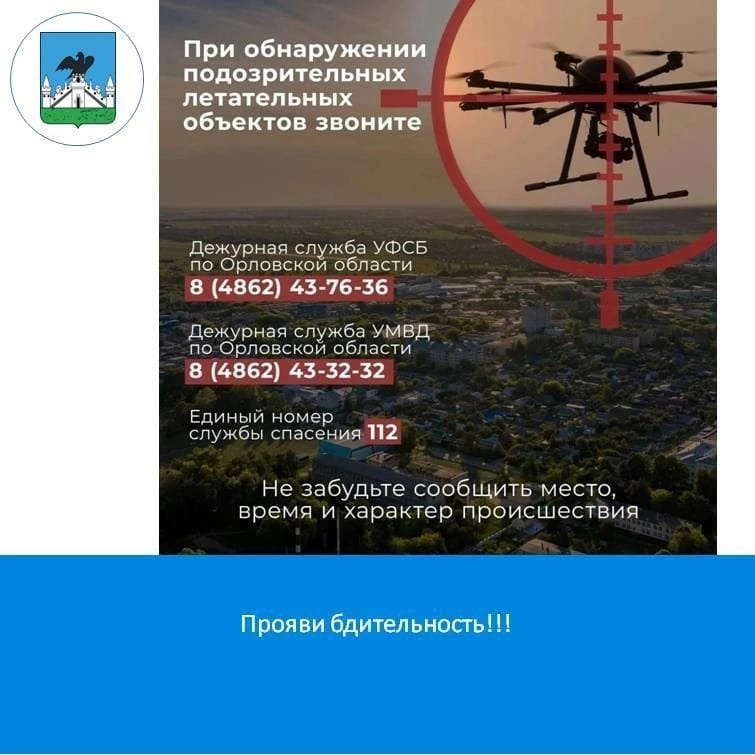 При обнаружении
подозрительных
летательных
объектов звоните
Дежурная служба УФСБ
по Орловской области
8 (4862) 43-76-36
Дежурная служба УМВД
по Орловской области
8 (4862) 43-32-32
Единый номер
службы спасения 112
Не забудьте сообщить место,
время и характер происшествия
Прояви бдительность!!!